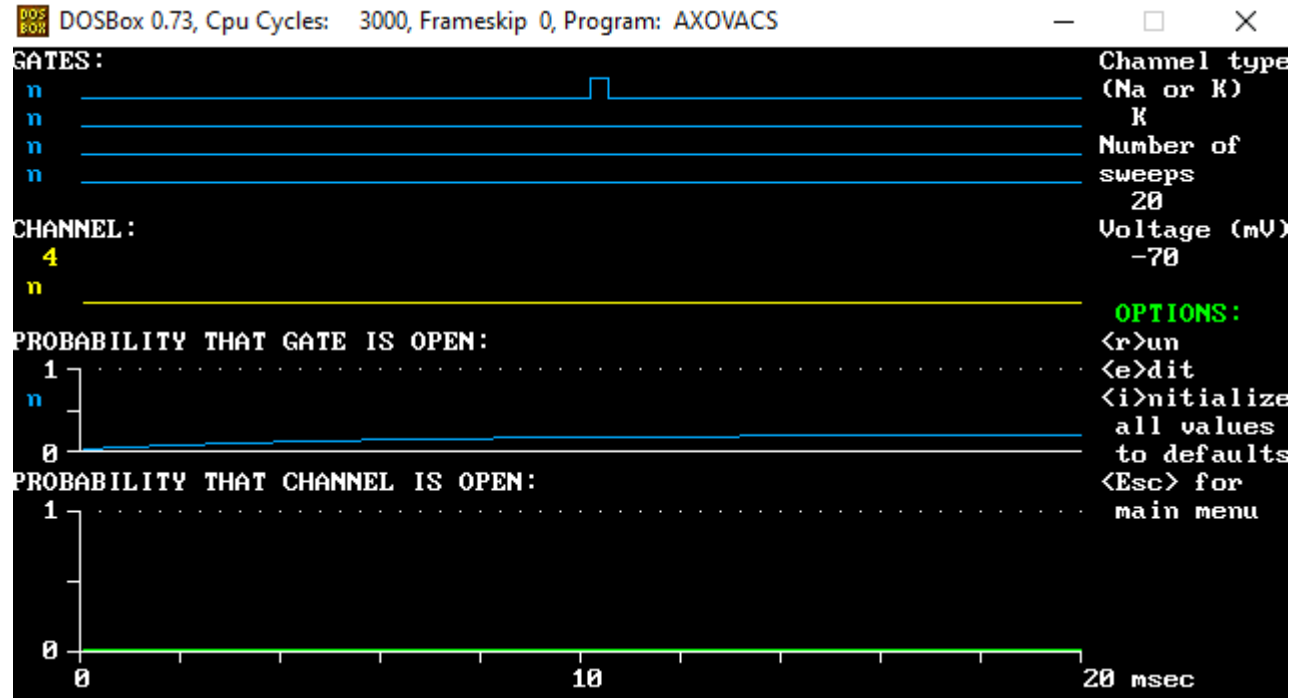 DOSBox 0.73, Cpu Cycles: 3000, Frameskip 0, Program: AXOVACS
GATES:
n
n
n
n
CHANNEL:
4
n
PROBABILITY THAT GATE IS OPEN:
1
n
0
PROBABILITY THAT CHANNEL IS OPEN:
1
0
0 10 20 msec
Channel type
(Na or K)
K
Number of
sweeps
20
Voltage (mV)
-70
OPTIONS:
<r>un
<e>dit
<i>nitialize
all values
to defaults
<Esc> for
main menu